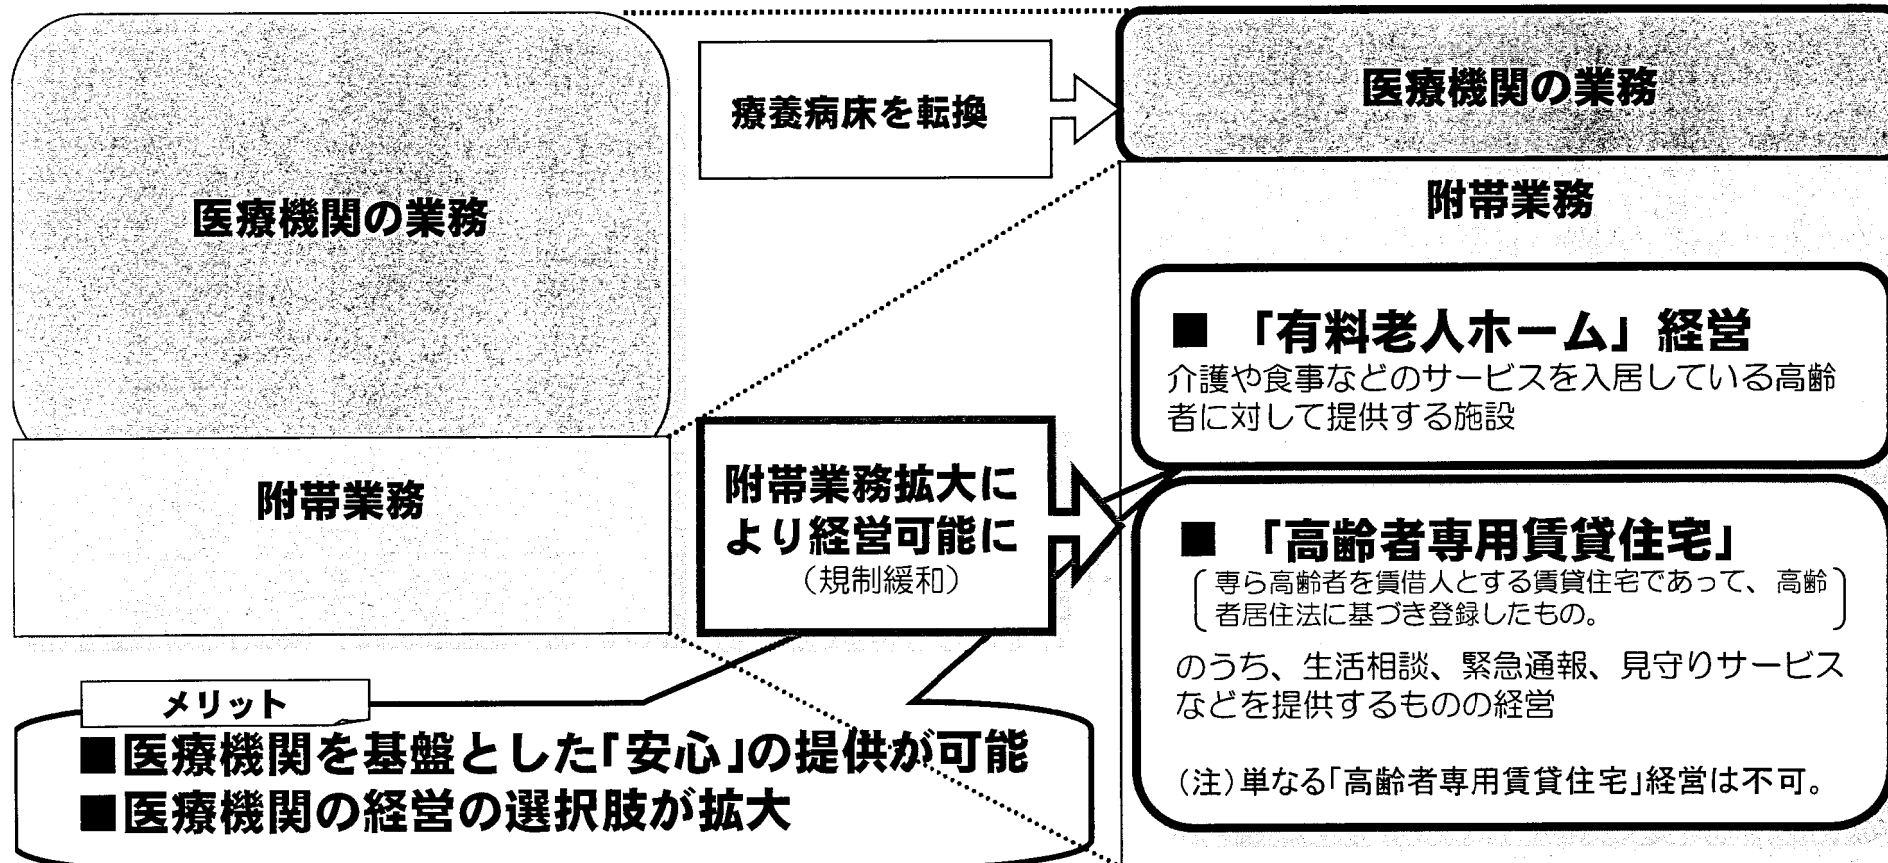 医療機関の業務
附帯業務
療養病床を転換
附帯業務拡大に
より経営可能に
（規制緩和）
メリット
■医療機関を基盤とした「安心」の提供が可能
■医療機関の経営の選択肢が拡大
医療機関の業務
附帯業務
■ 「有料老人ホーム」経営
介護や食事などのサービスを入居している高齢
者に対して提供する施設
■ 「高齢者専用賃貸住宅」
専ら高齢者を賃借人とする賃貸住宅であって、高齢
者居住法に基づき登録したもの。
のうち、生活相談、緊急通報、見守りサービス
などを提供するものの経営
（注）単なる「高齢者専用賃貸住宅」経営は不可。